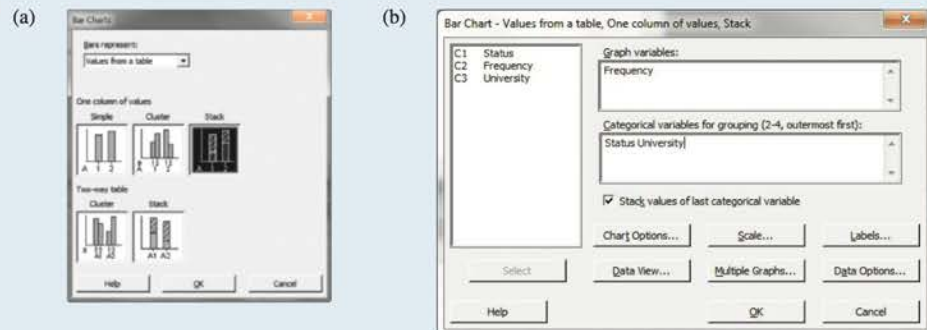 (a)
Bar Charts
Bars represent:
Values from a table
One column of values
Simple Cluster Stack
Two-way table
Cluster Stack
Help OK Cancel
(b)
Bar Chart - Values from a table, One column of values, Stack
C1 Status
C2 Frequency
C3 University
Graph variables:
Frequency
Categorical variables for grouping (2-4, outermost first):
Status University
Stack values of last categorical variable
Chart Options... Scale... Labels...
Select Data View... Multiple Graphs... Data Options...
Help OK Cancel